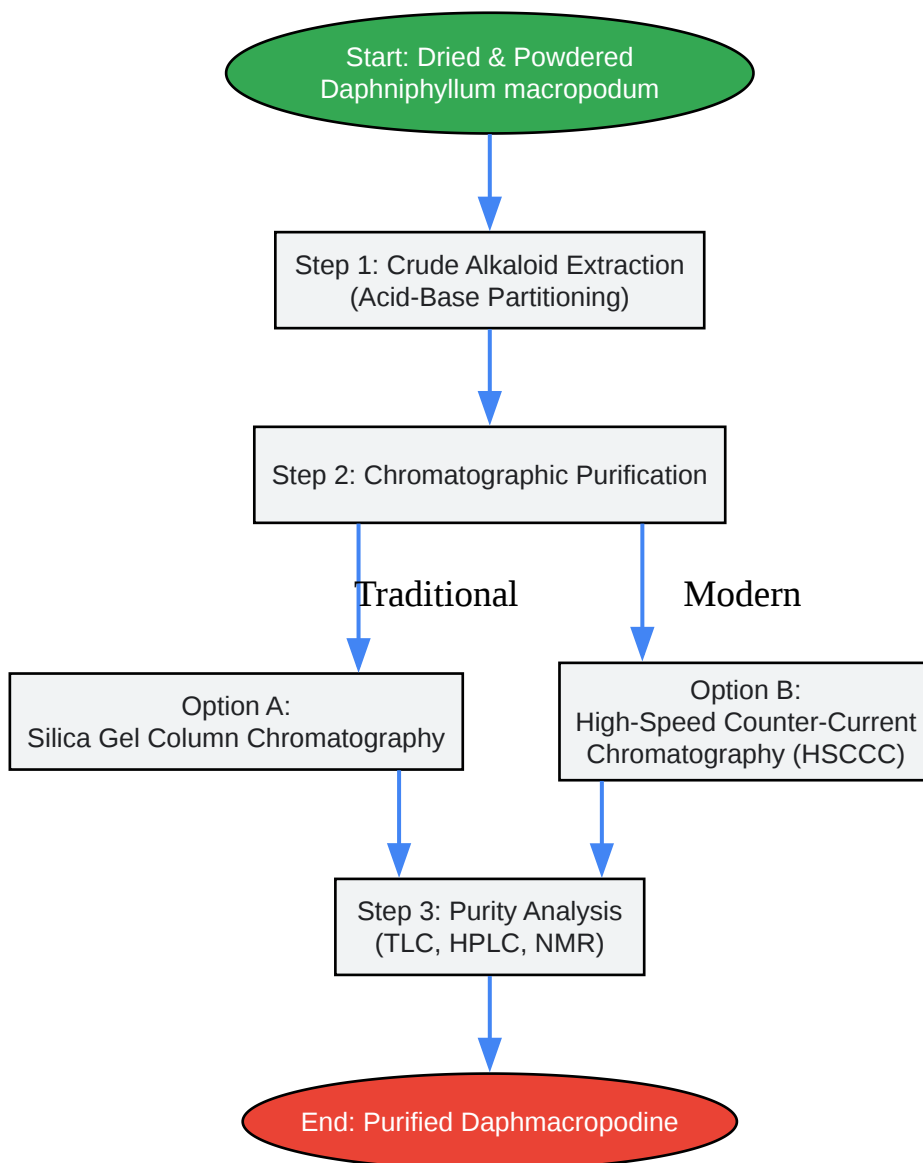 Start: Dried & Powdered
Daphniphyllum macropodum
Step 1: Crude Alkaloid Extraction
(Acid-Base Partitioning)
Step 2: Chromatographic Purification
Traditional
Modern
Option A:
Silica Gel Column Chromatography
Option B:
High-Speed Counter-Current
Chromatography (HSCCC)
Step 3: Purity Analysis
(TLC, HPLC, NMR)
End: Purified Daphmacropodine